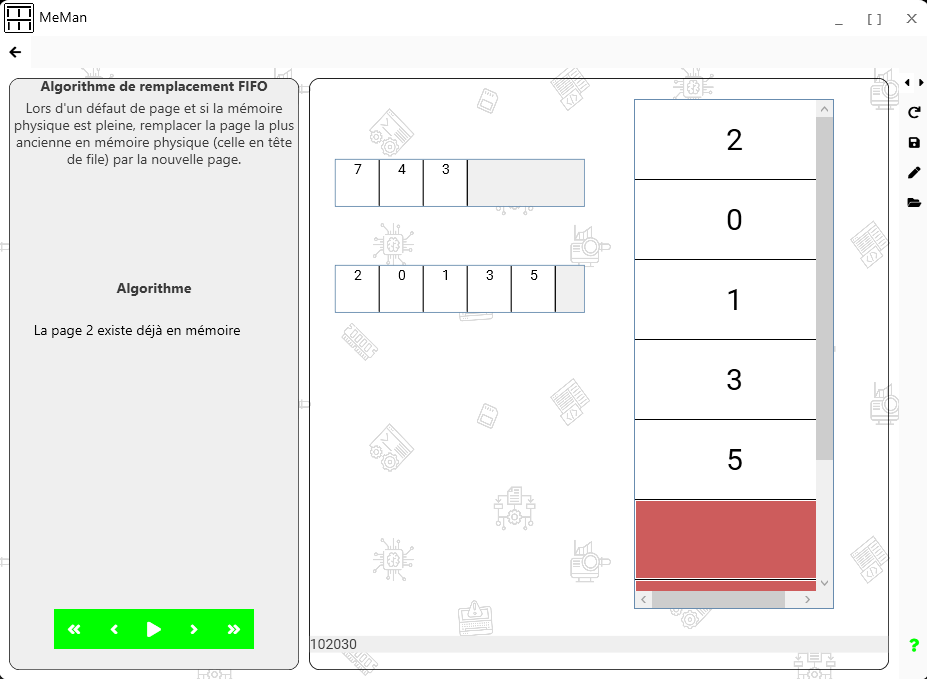 MeMan
Algorithme de remplacement FIFO
Lors d'un défaut de page et si la mémoire
physique est pleine, remplacer la page la plus
ancienne en mémoire physique (celle en tête
de file) par la nouvelle page.
Algorithme
La page 2 existe déjà en mémoire
7 4 3
2 0 1 3 5
2
0
1
3
5
102030
?